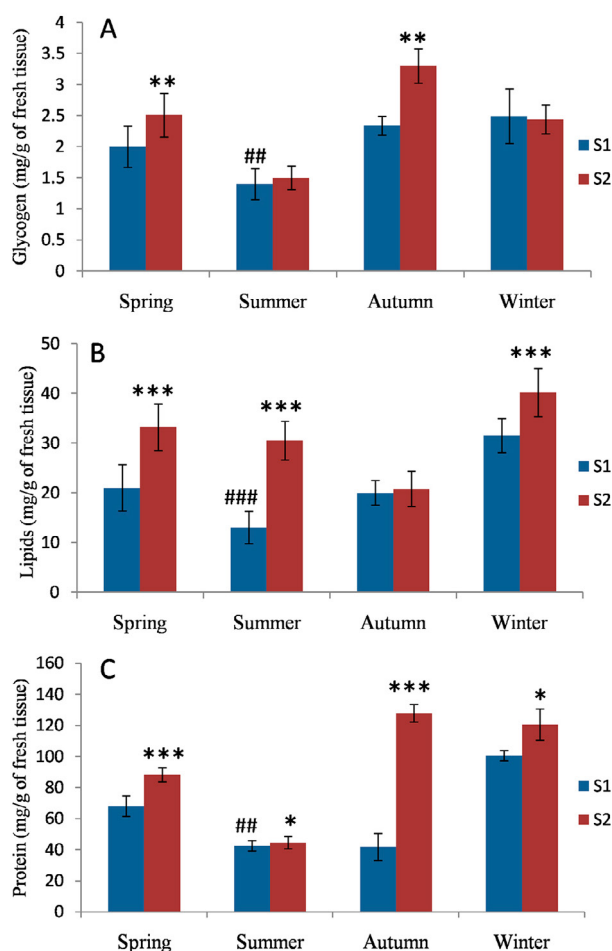 A
Glycogen (mg/g of fresh tissue)
4
3.5
3
2.5
2
1.5
1
0.5
0
**
##
**
Spring Summer Autumn Winter
S1
S2
B
Lipids (mg/g of fresh tissue)
50
40
30
20
10
0
***
###
***
***
Spring Summer Autumn Winter
S1
S2
C
Protein (mg/g of fresh tissue)
160
140
120
100
80
60
40
20
0
***
##
*
***
*
Spring Summer Autumn Winter
S1
S2